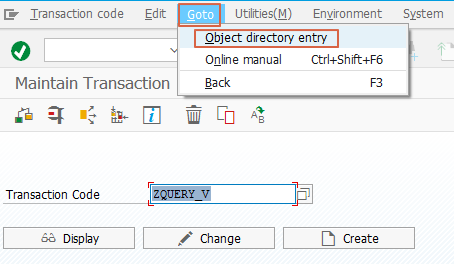 Transaction code Edit Goto Utilities(M) Environment System
Object directory entry
Online manual Ctrl+Shift+F6
Back F3
Maintain Transaction
Transaction Code ZQUERY_V
Display Change Create